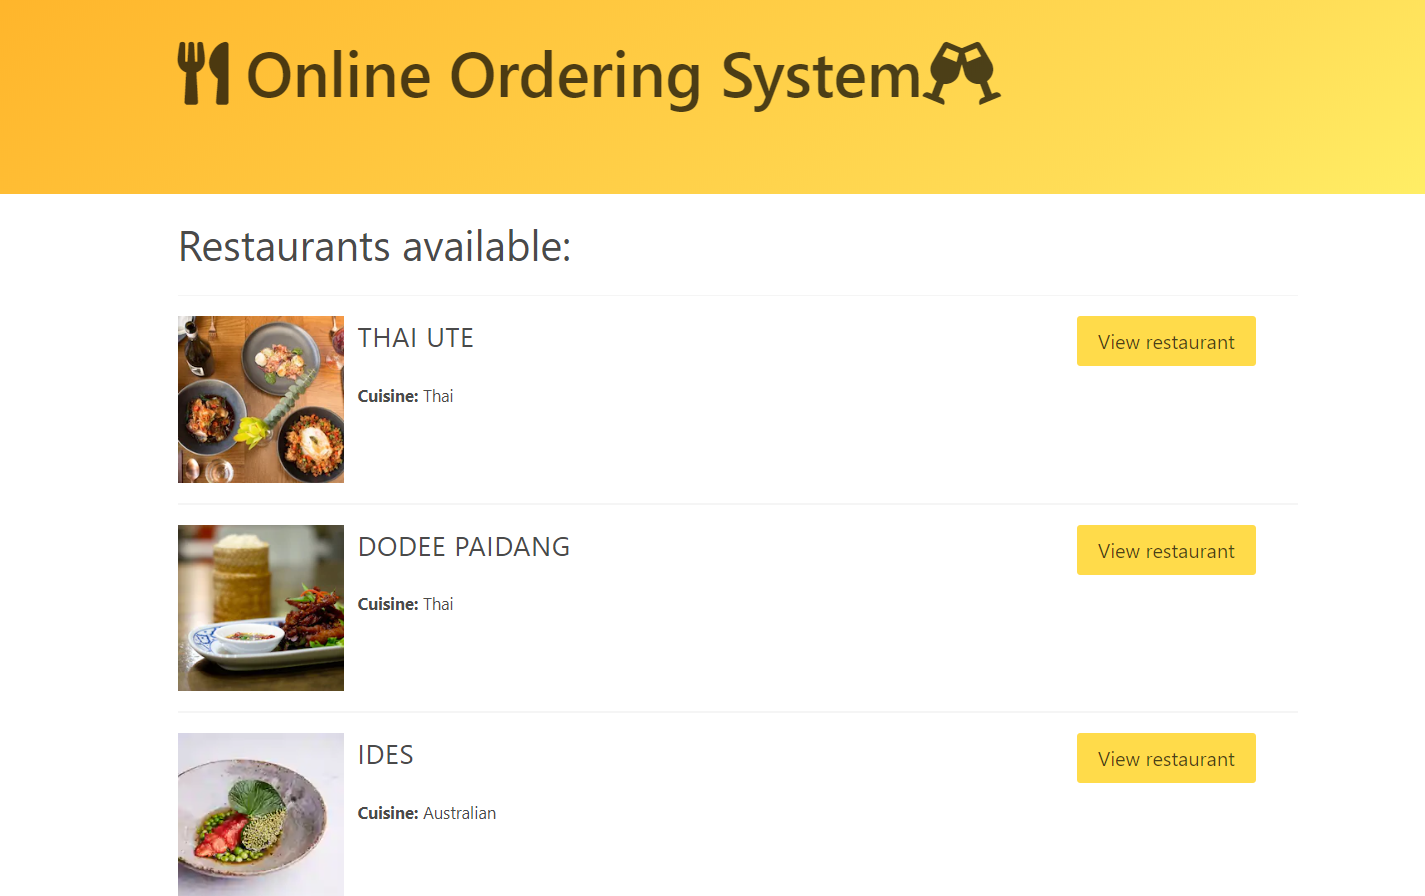 Online Ordering System
Restaurants available:
THAI UTE
View restaurant
Cuisine: Thai
DODEE PAIDANG
View restaurant
Cuisine: Thai
IDES
View restaurant
Cuisine: Australian